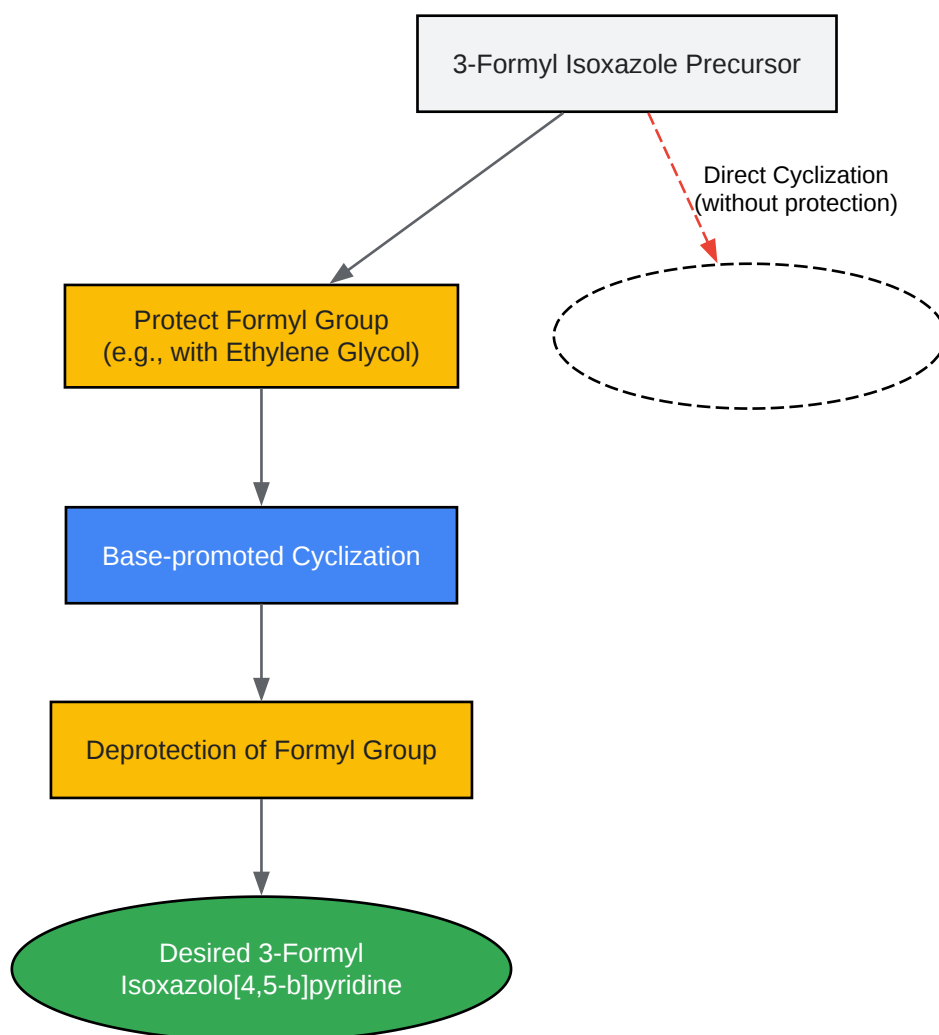 3-Formyl Isoxazole Precursor
Direct Cyclization
(without protection)
Protect Formyl Group
(e.g., with Ethylene Glycol)
Base-promoted Cyclization
Deprotection of Formyl Group
Desired 3-Formyl
Isoxazolo[4,5-b]pyridine